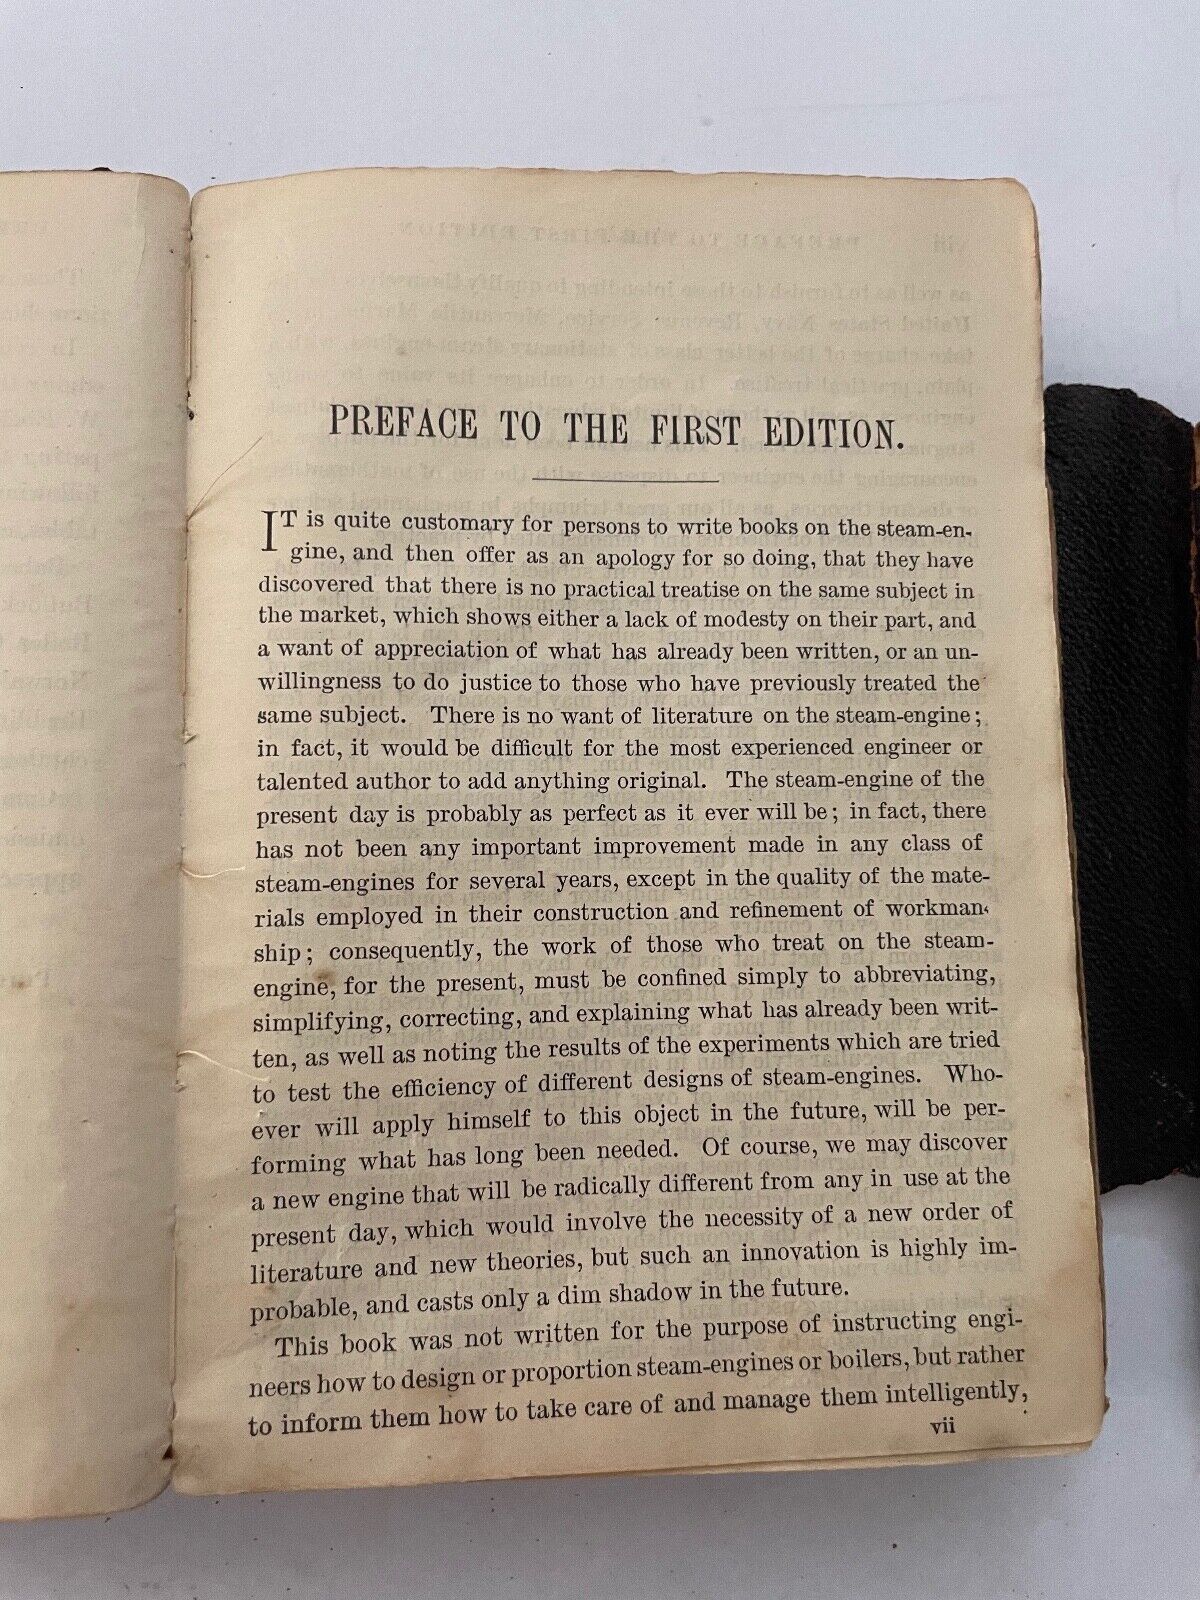 PREFACE TO THE FIRST EDITION.
IT is quite customary for persons to write books on the steam-en-
gine, and then offer as an apology for so doing, that they have
discovered that there is no practical treatise on the same subject in
the market, which shows either a lack of modesty on their part, and
a want of appreciation of what has already been written, or an un-
willingness to do justice to those who have previously treated the
same subject. There is no want of literature on the steam-engine;
in fact, it would be difficult for the most experienced engineer or
talented author to add anything original. The steam-engine of the
present day is probably as perfect as it ever will be; in fact, there
has not been any important improvement made in any class of
steam-engines for several years, except in the quality of the mate-
rials employed in their construction and refinement of workman-
ship; consequently, the work of those who treat on the steam-
engine, for the present, must be confined simply to abbreviating,
simplifying, correcting, and explaining what has already been writ-
ten, as well as noting the results of the experiments which are tried
to test the efficiency of different designs of steam-engines. Who-
ever will apply himself to this object in the future, will be per-
forming what has long been needed. Of course, we may discover
a new engine that will be radically different from any in use at the
present day, which would involve the necessity of a new order of
literature and new theories, but such an innovation is highly im-
probable, and casts only a dim shadow in the future.
This book was not written for the purpose of instructing engi-
neers how to design or proportion steam-engines or boilers, but rather
to inform them how to take care of and manage them intelligently,
vii